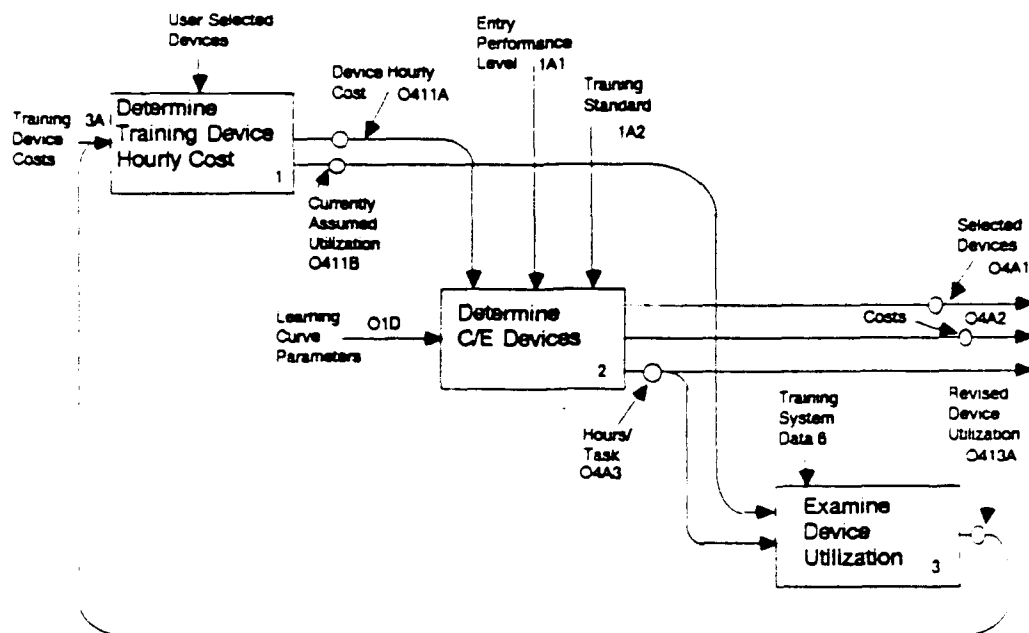 User Selected
Devices
Entry
Performance
Level 1A1
Device Hourly
Cost O411A
Training
Standard
1A2
Training 3A
Device
Costs
Determine
Training Device
Hourly Cost
1
Currently
Assumed
Utilization
O411B
Selected
Devices
O4A1
Learning
Curve
Parameters
O1D
Determine
C/E Devices
2
Costs
O4A2
Hours/
Task
O4A3
Training
System
Data 6
Revised
Device
Utilization
O413A
Examine
Device
Utilization
3